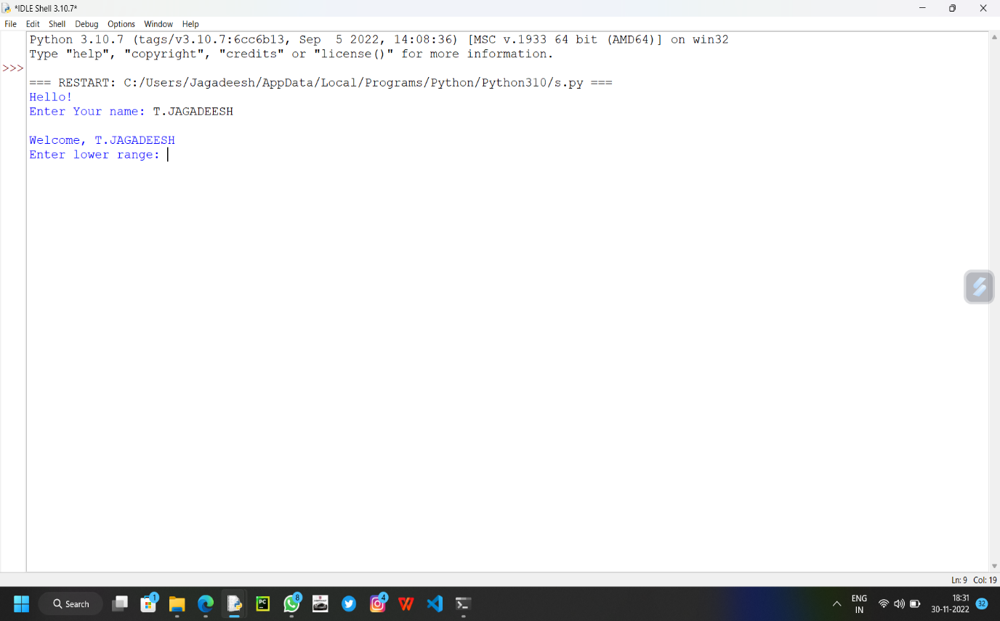 *IDLE Shell 3.10.7*
File Edit Shell Debug Options Window Help
Python 3.10.7 (tags/v3.10.7:6cc6b13, Sep  5 2022, 14:08:36) [MSC v.1933 64 bit (AMD64)] on win32
Type "help", "copyright", "credits" or "license()" for more information.
>>>
=== RESTART: C:/Users/Jagadeesh/AppData/Local/Programs/Python/Python310/s.py ===
Hello!
Enter Your name: T.JAGADEESH
Welcome, T.JAGADEESH
Enter lower range:
Ln: 9 Col: 19
Search 1 PC 8 4 W
ENG
IN
18:31
30-11-2022
32